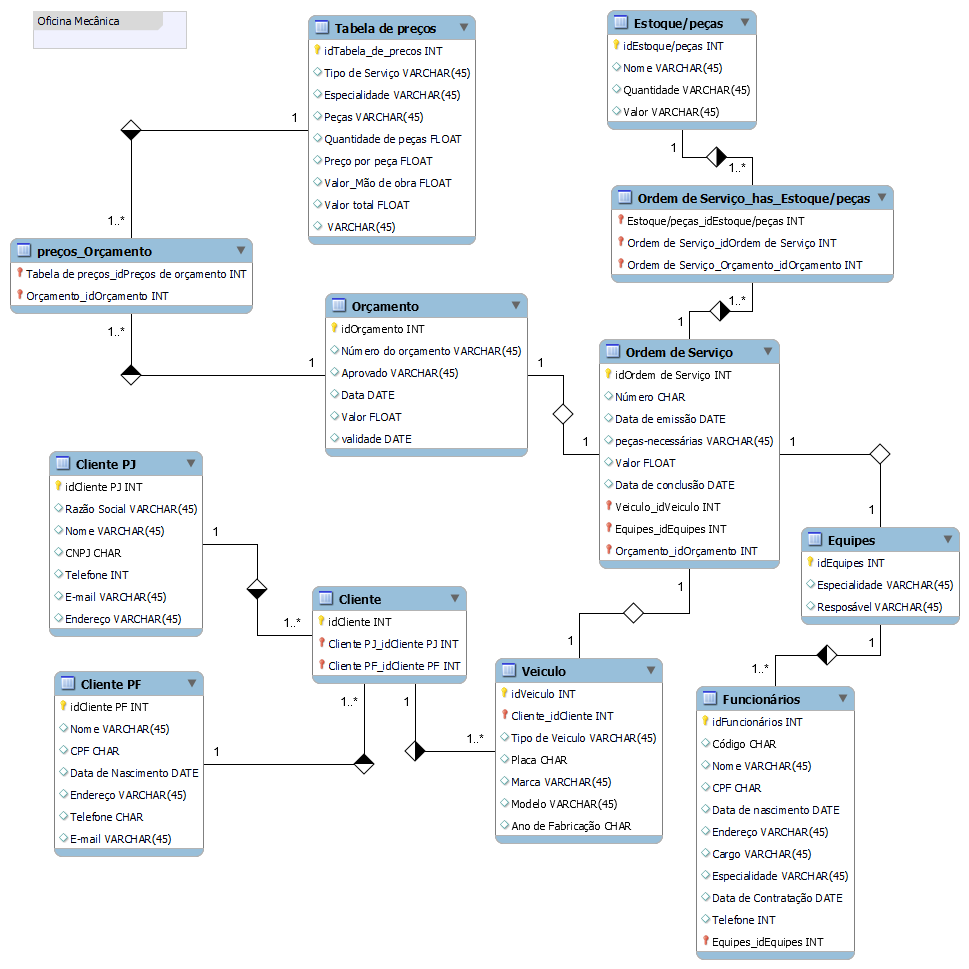 Oficina Mecânica
Tabela de preços
idTabela_de_precos INT
Tipo de Serviço VARCHAR(45)
Especialidade VARCHAR(45)
Peças VARCHAR(45)
Quantidade de peças FLOAT
Preço por peça FLOAT
Valor_Mão de obra FLOAT
Valor total FLOAT
VARCHAR(45)
Estoque/peças
idEstoque/peças INT
Nome VARCHAR(45)
Quantidade VARCHAR(45)
Valor VARCHAR(45)
1
1..*
Ordem de Serviço_has_Estoque/peças
Estoque/peças_idEstoque/peças INT
Ordem de Serviço_idOrdem de Serviço INT
Ordem de Serviço_Orçamento_idOrçamento INT
1..*
1
1
1..*
preços_Orçamento
Tabela de preços_idPreços de orçamento INT
Orçamento_idOrçamento INT
1..*
1
Orçamento
idOrçamento INT
Número do orçamento VARCHAR(45)
Aprovado VARCHAR(45)
Data DATE
Valor FLOAT
validade DATE
1
1
Ordem de Serviço
idOrdem de Serviço INT
Número CHAR
Data de emissão DATE
peças-necessárias VARCHAR(45)
Valor FLOAT
Data de conclusão DATE
Veiculo_idVeiculo INT
Equipes_idEquipes INT
Orçamento_idOrçamento INT
1
1
Equipes
idEquipes INT
Especialidade VARCHAR(45)
Resposável VARCHAR(45)
1
1..*
Cliente PJ
idCliente PJ INT
Razão Social VARCHAR(45)
Nome VARCHAR(45)
CNPJ CHAR
Telefone INT
E-mail VARCHAR(45)
Endereço VARCHAR(45)
1
1..*
Cliente
idCliente INT
Cliente PJ_idCliente PJ INT
Cliente PF_idCliente PF INT
1..*
1
1
1..*
1
1
Cliente PF
idCliente PF INT
Nome VARCHAR(45)
CPF CHAR
Data de Nascimento DATE
Endereço VARCHAR(45)
Telefone CHAR
E-mail VARCHAR(45)
Veiculo
idVeiculo INT
Cliente_idCliente INT
Tipo de Veiculo VARCHAR(45)
Placa CHAR
Marca VARCHAR(45)
Modelo VARCHAR(45)
Ano de Fabricação CHAR
Funcionários
idFuncionários INT
Código CHAR
Nome VARCHAR(45)
CPF CHAR
Data de nascimento DATE
Endereço VARCHAR(45)
Cargo VARCHAR(45)
Especialidade VARCHAR(45)
Data de Contratação DATE
Telefone INT
Equipes_idEquipes INT